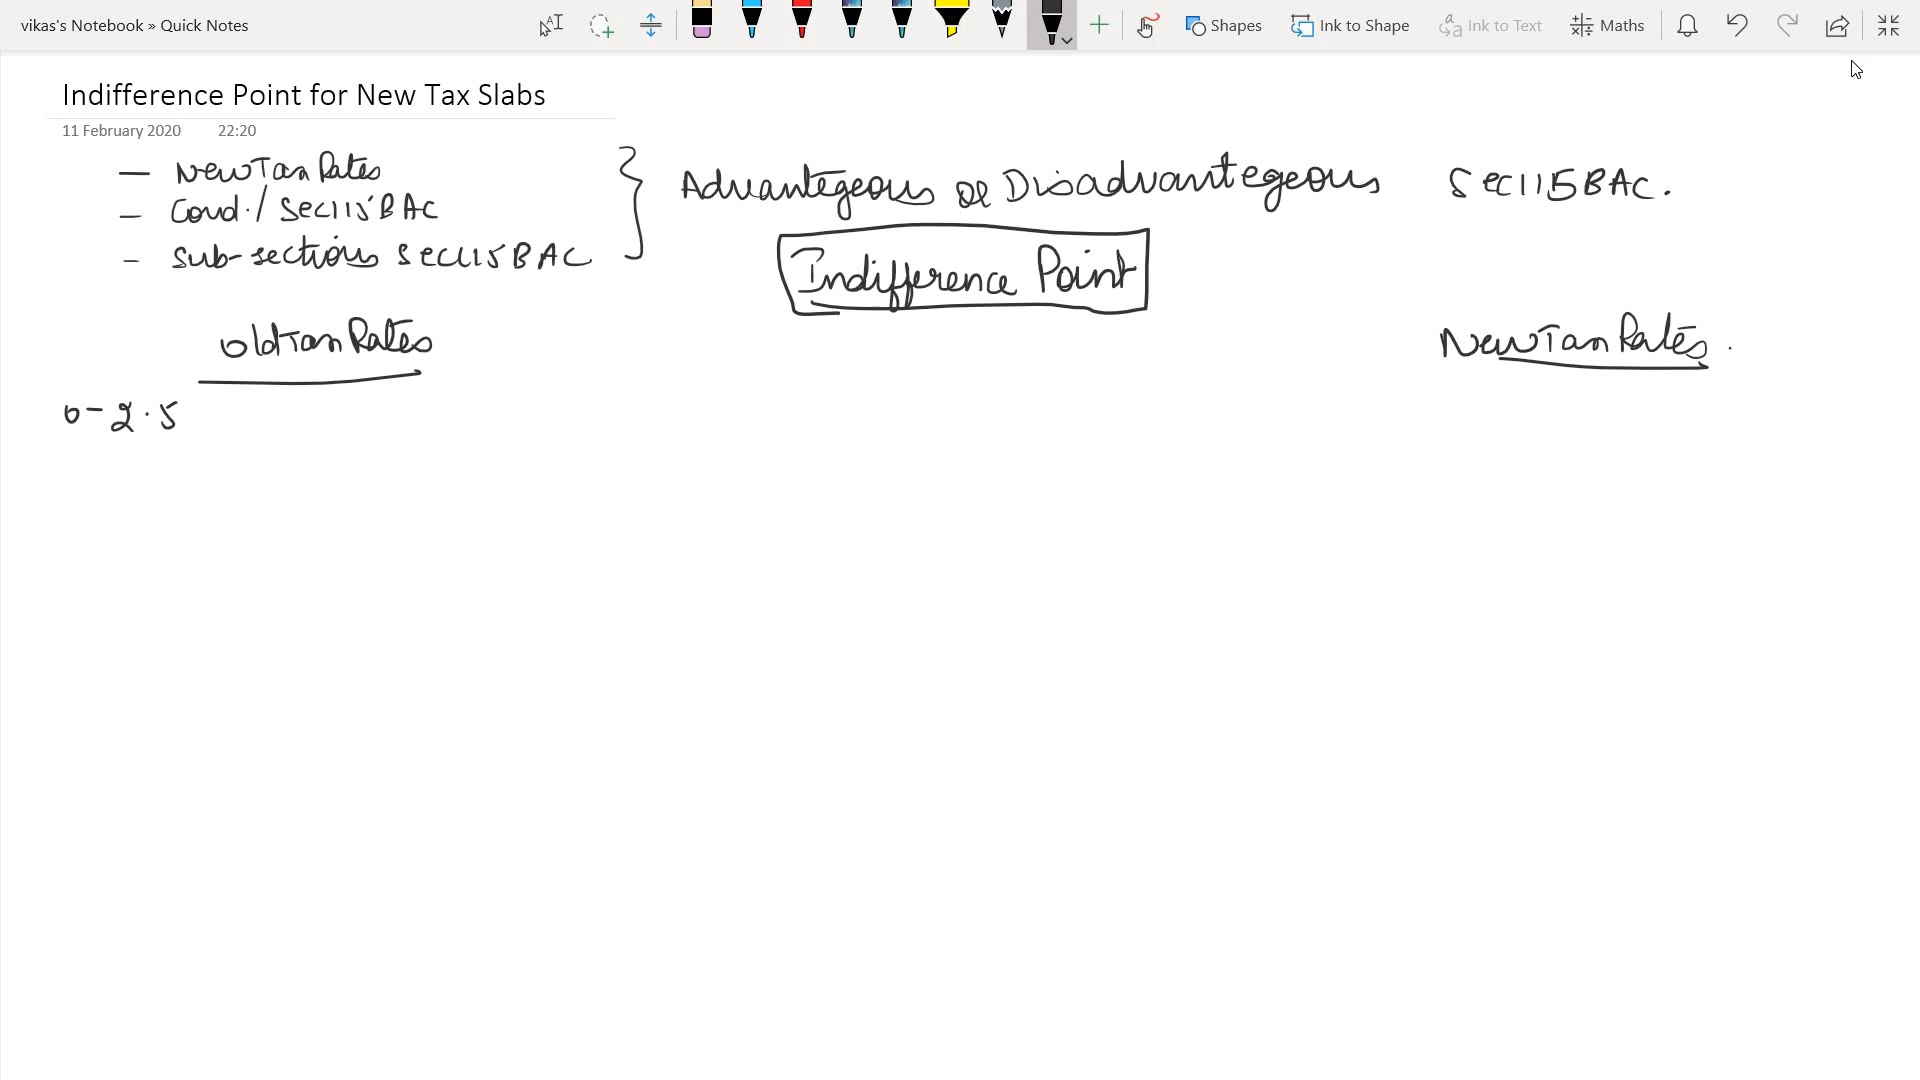 vikas's Notebook » Quick Notes
Shapes Ink to Shape Ink to Text Maths
Indifference Point for New Tax Slabs
11 February 2020 22:20
— New Tax Rates
– Cond. / Sec 115 BAC
– Sub-sections Sec 115 BAC
Advantegeous or Disadvantegeous Sec 115 BAC.
Indifference Point
Old Tax Rates
New Tax Rates.
0 – 2.5